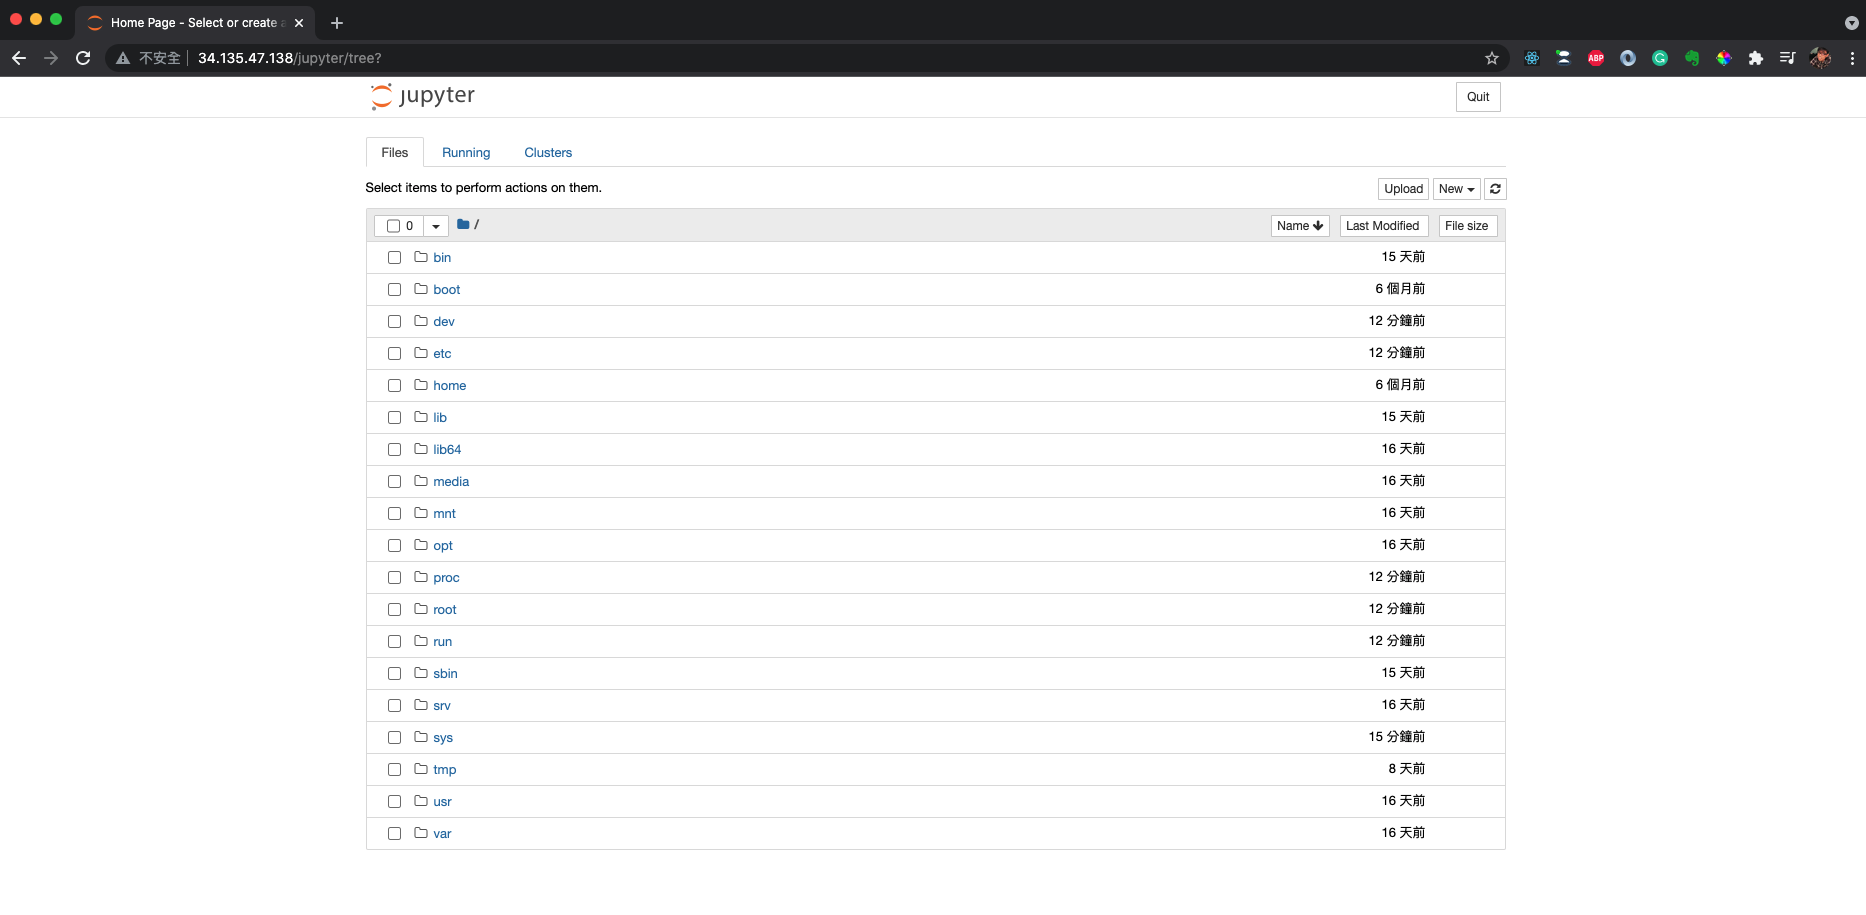 Home Page - Select or create a
不安全 34.135.47.138/jupyter/tree?
ABP
jupyter
Quit
Files Running Clusters
Select items to perform actions on them.
Upload New
0 / Name Last Modified File size
bin 15 天前
boot 6 個月前
dev 12 分鐘前
etc 12 分鐘前
home 6 個月前
lib 15 天前
lib64 16 天前
media 16 天前
mnt 16 天前
opt 16 天前
proc 12 分鐘前
root 12 分鐘前
run 12 分鐘前
sbin 15 天前
srv 16 天前
sys 15 分鐘前
tmp 8 天前
usr 16 天前
var 16 天前